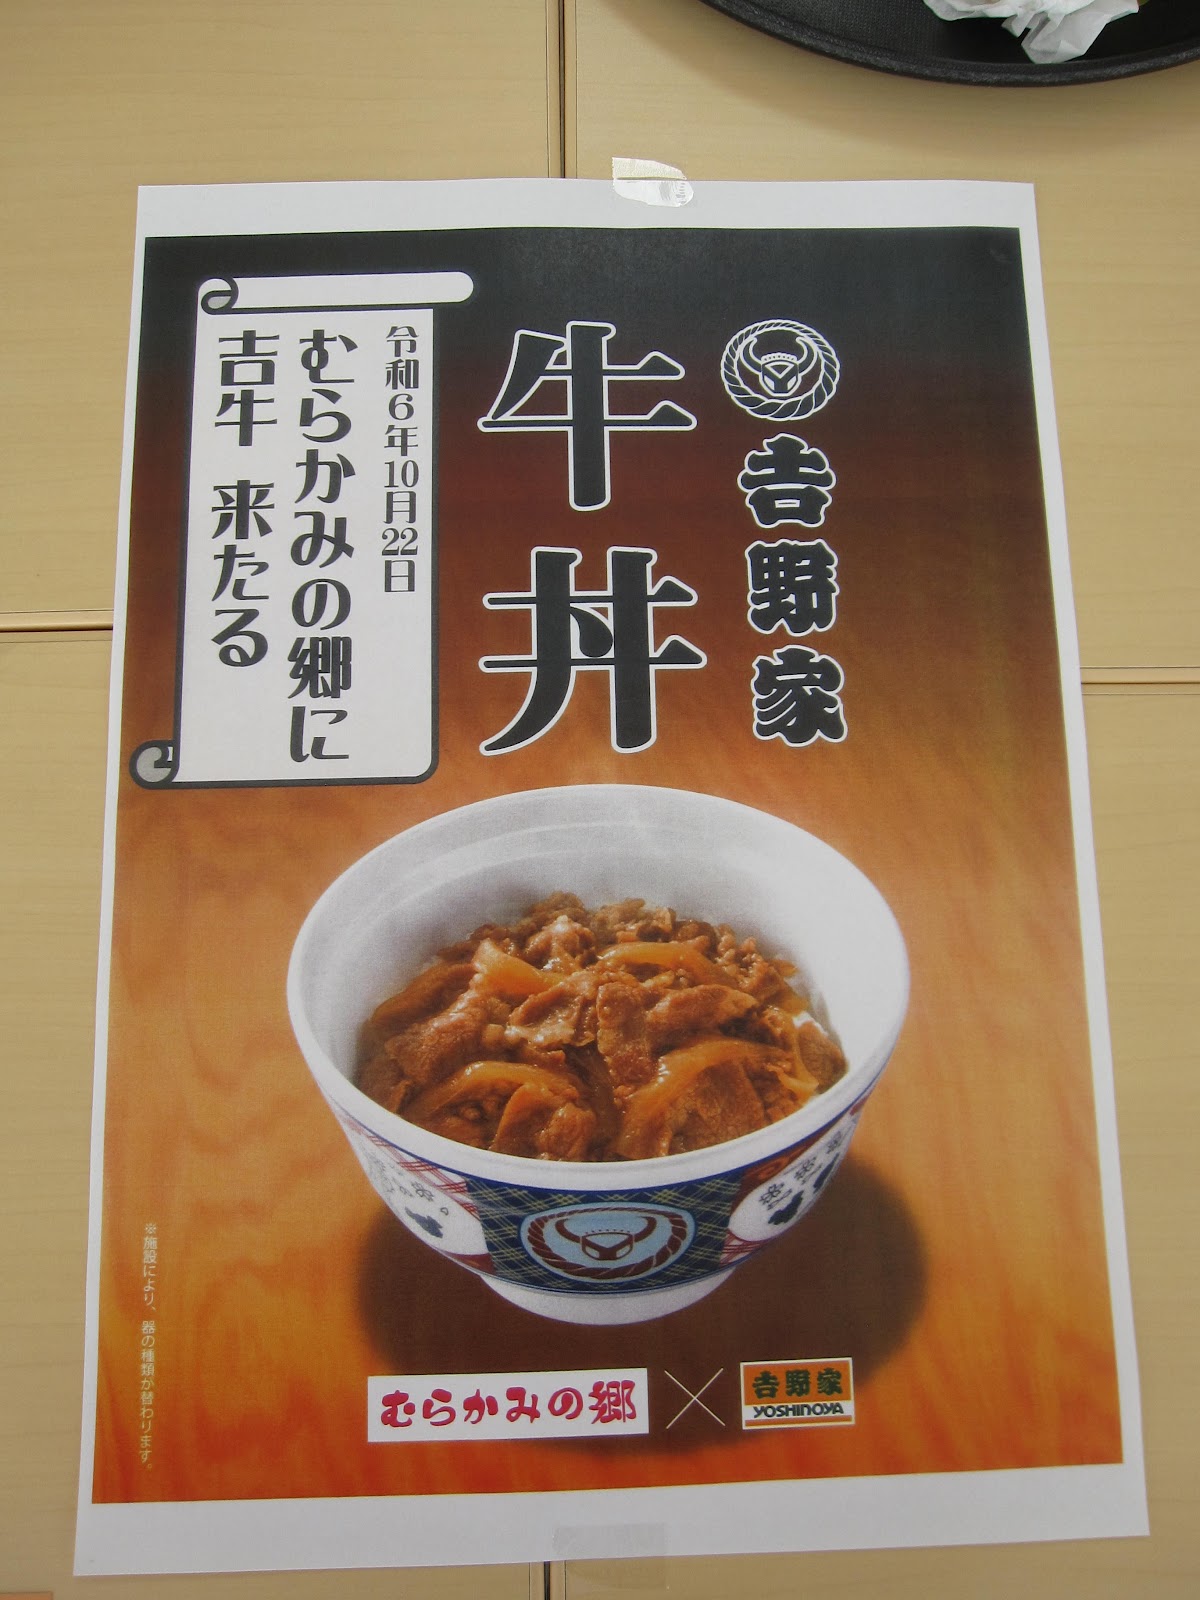 吉野家
牛丼
令和6年10月22日
むらかみの郷に
吉牛 来たる
※施設により、器の種類が替わります。
むらかみの郷
吉野家
YOSHINOYA